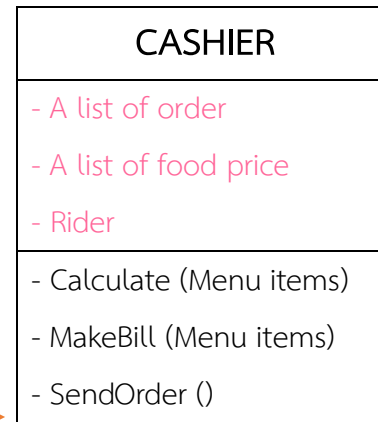 CASHIER
- A list of order
- A list of food price
- Rider
- Calculate (Menu items)
- MakeBill (Menu items)
- SendOrder ()